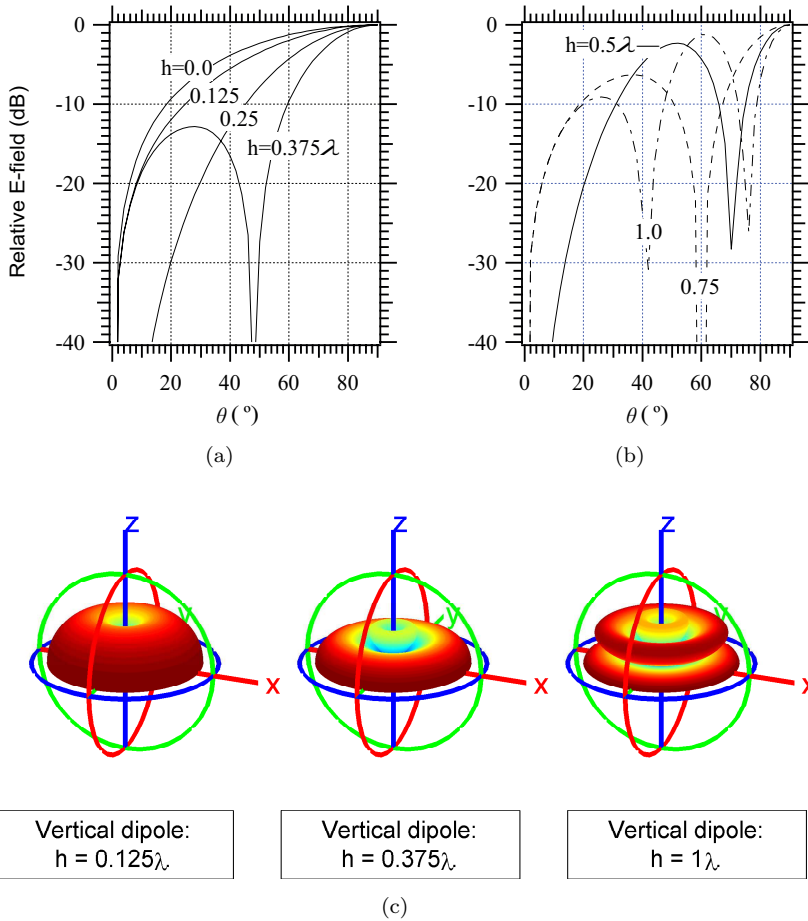 0
-10
-20
-30
-40
Relative E-field (dB)
h=0.0
0.125
0.25
h=0.375λ
0 20 40 60 80
θ ( º)
(a)
0
-10
-20
-30
-40
h=0.5λ
1.0
0.75
0 20 40 60 80
θ ( º)
(b)
z
y
x
z
y
x
z
y
x
Vertical dipole:
h = 0.125λ
Vertical dipole:
h = 0.375λ
Vertical dipole:
h = 1λ
(c)